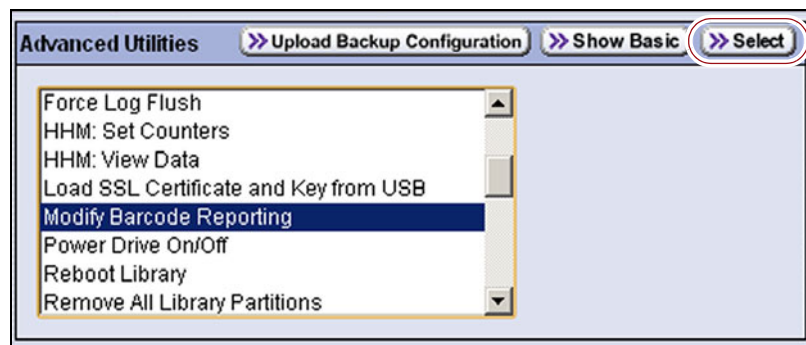 Advanced Utilities >> Upload Backup Configuration >> Show Basic >> Select
Force Log Flush
HHM: Set Counters
HHM: View Data
Load SSL Certificate and Key from USB
Modify Barcode Reporting
Power Drive On/Off
Reboot Library
Remove All Library Partitions